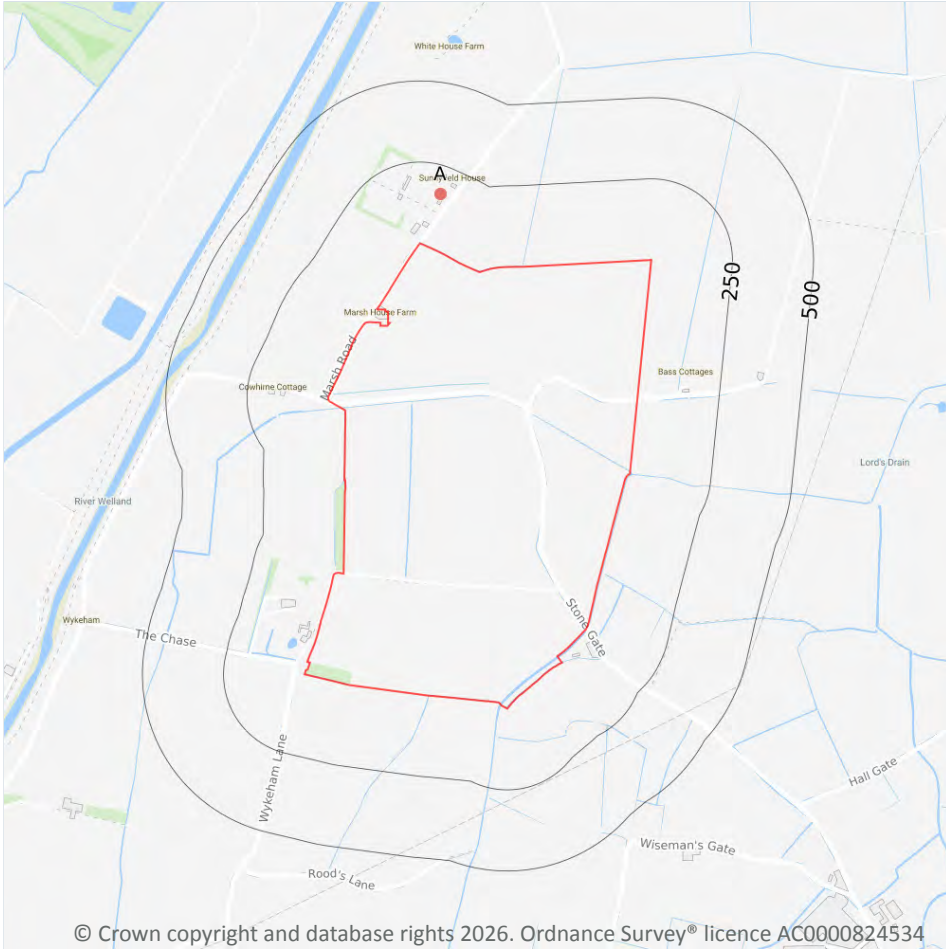 White House Farm
A
Sunnyfield House
250
500
Marsh House Farm
Marsh Road
Bass Cottages
Cowhirne Cottage
Lord's Drain
River Welland
Stone Gate
Wykeham
The Chase
Wykeham Lane
Hall Gate
Wiseman's Gate
Rood's Lane
© Crown copyright and database rights 2026. Ordnance Survey® licence AC0000824534